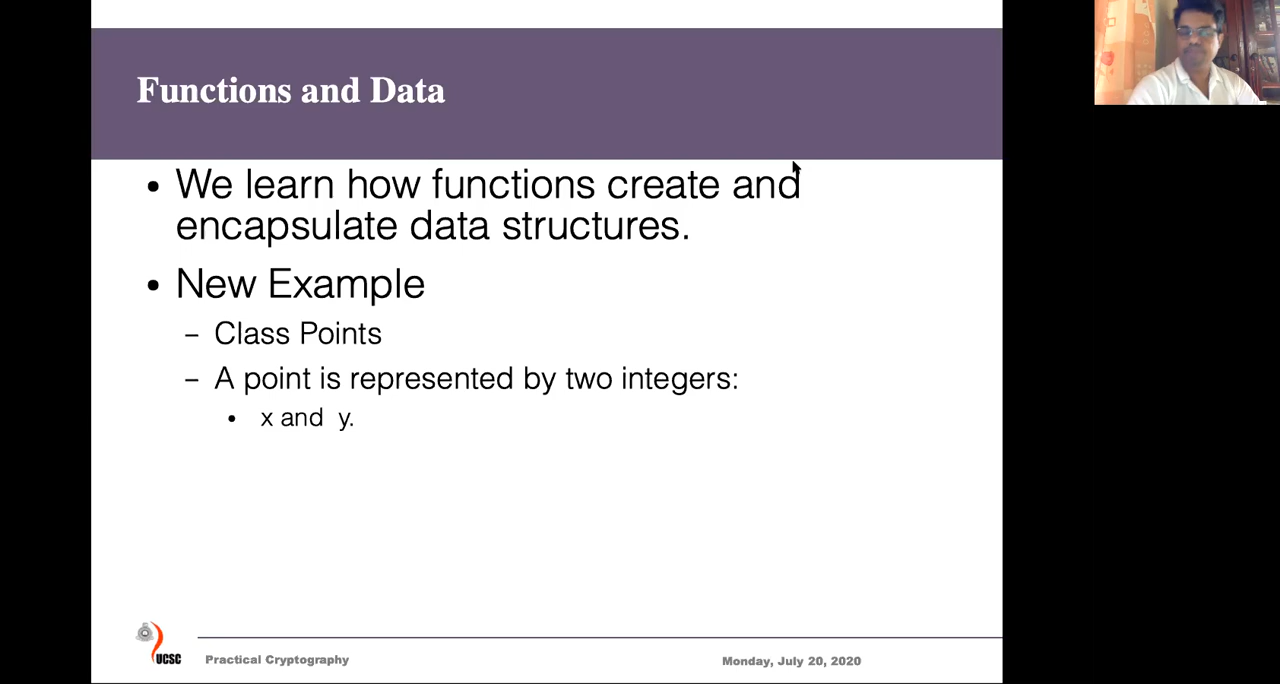 Functions and Data
• We learn how functions create and
encapsulate data structures.
• New Example
– Class Points
– A point is represented by two integers:
• x and y.
UCSC
Practical Cryptography
Monday, July 20, 2020